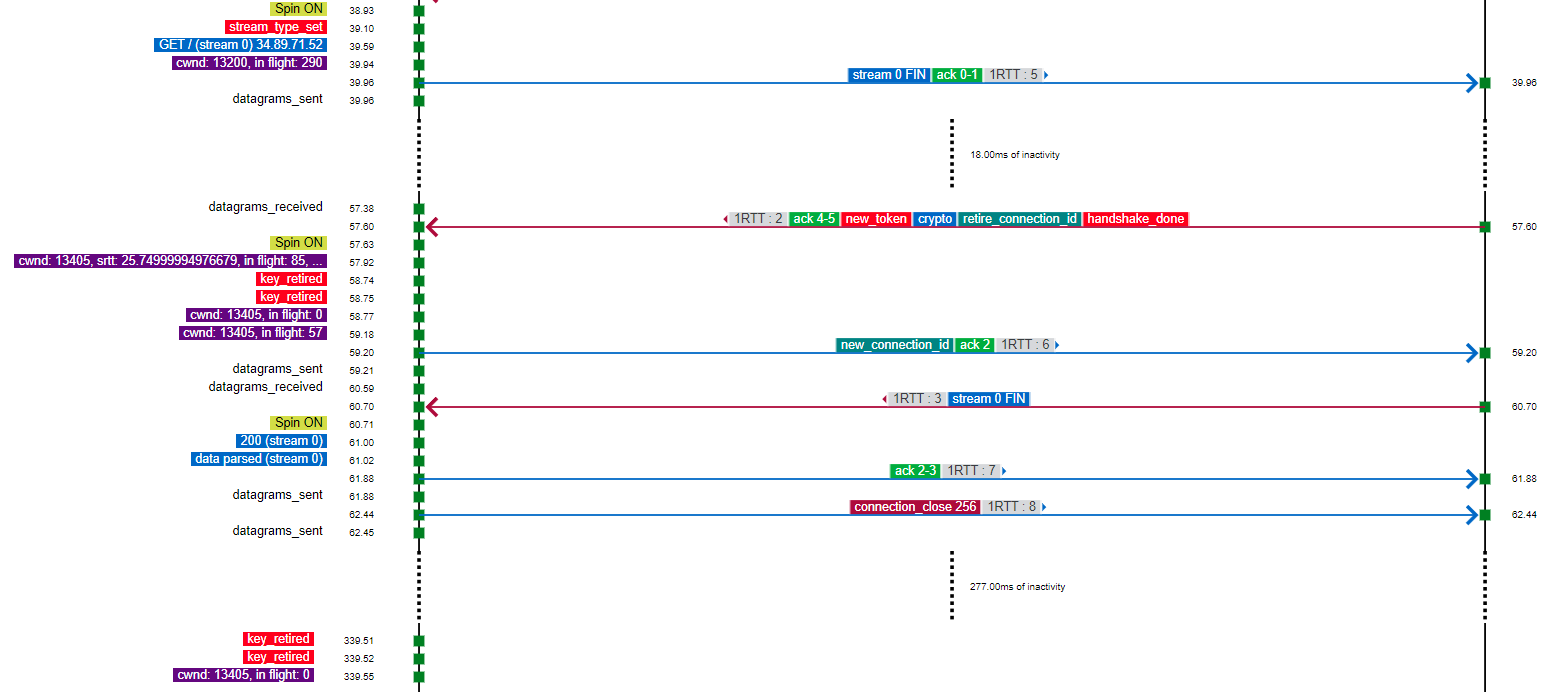 Spin ON 38.93
stream_type_set 39.10
GET / (stream 0) 34.89.71.52 39.59
cwnd: 13200, in flight: 290 39.94
39.96 stream 0 FIN ack 0-1 1RTT : 5 39.96
datagrams_sent 39.96
18.00ms of inactivity
datagrams_received 57.38
57.60 1RTT : 2 ack 4-5 new_token crypto retire_connection_id handshake_done 57.60
Spin ON 57.63
cwnd: 13405, srtt: 25.74999994976679, in flight: 85, ... 57.92
key_retired 58.74
key_retired 58.75
cwnd: 13405, in flight: 0 58.77
cwnd: 13405, in flight: 57 59.18
59.20 new_connection_id ack 2 1RTT : 6 59.20
datagrams_sent 59.21
datagrams_received 60.59
60.70 1RTT : 3 stream 0 FIN 60.70
Spin ON 60.71
200 (stream 0) 61.00
data parsed (stream 0) 61.02
61.88 ack 2-3 1RTT : 7 61.88
datagrams_sent 61.88
62.44 connection_close 256 1RTT : 8 62.44
datagrams_sent 62.45
277.00ms of inactivity
key_retired 339.51
key_retired 339.52
cwnd: 13405, in flight: 0 339.55